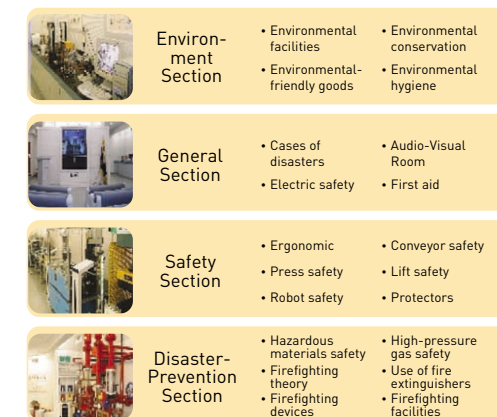 Environ-
ment
Section
• Environmental
facilities
• Environmental-
friendly goods
• Environmental
conservation
• Environmental
hygiene
General
Section
• Cases of
disasters
• Electric safety
• Audio-Visual
Room
• First aid
Safety
Section
• Ergonomic
• Press safety
• Robot safety
• Conveyor safety
• Lift safety
• Protectors
Disaster-
Prevention
Section
• Hazardous
materials safety
• Firefighting
theory
• Firefighting
devices
• High-pressure
gas safety
• Use of fire
extinguishers
• Firefighting
facilities